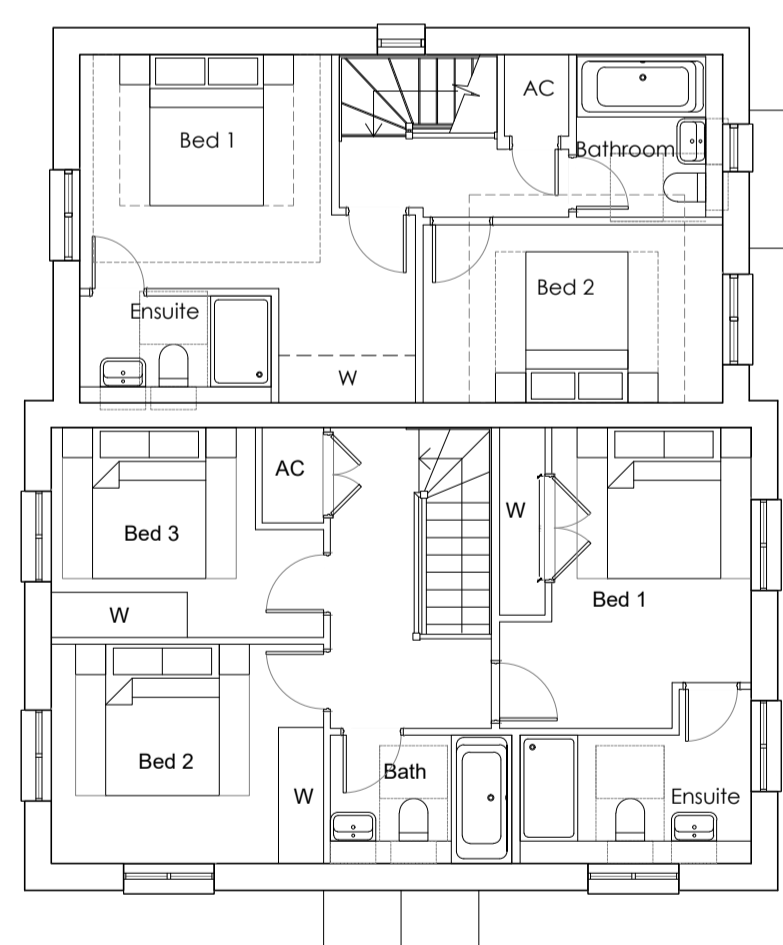 AC
Bed 1
Bathroom
Bed 2
Ensuite
W
AC
W
Bed 3
Bed 1
W
Bed 2
Bath
W
Ensuite